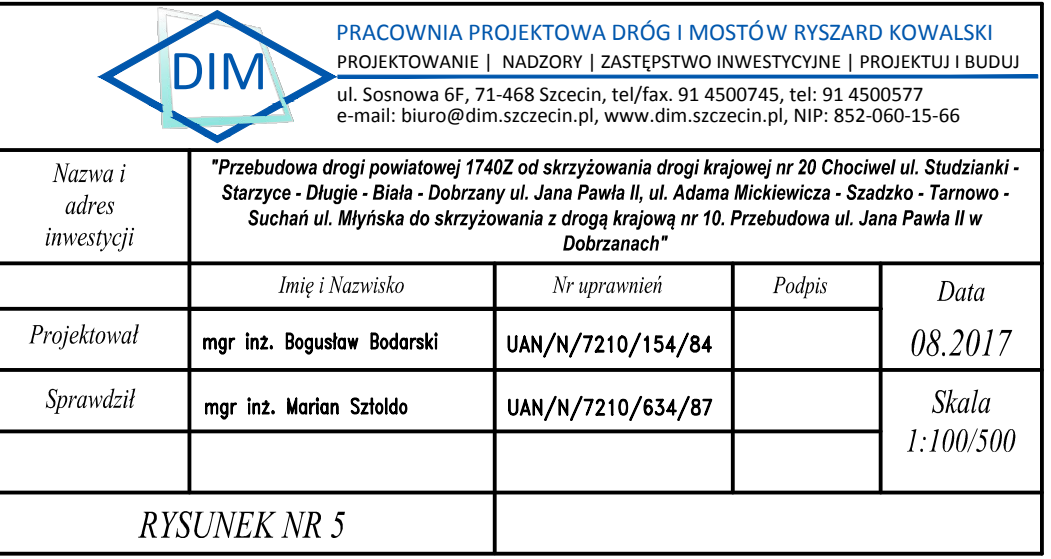 DIM
PRACOWNIA PROJEKTOWA DRÓG I MOSTÓW RYSZARD KOWALSKI
PROJEKTOWANIE | NADZORY | ZASTĘPSTWO INWESTYCYJNE | PROJEKTUJ I BUDUJ
ul. Sosnowa 6F, 71-468 Szczecin, tel/fax. 91 4500745, tel: 91 4500577
e-mail: biuro@dim.szczecin.pl, www.dim.szczecin.pl, NIP: 852-060-15-66
Nazwa i
adres
inwestycji
"Przebudowa drogi powiatowej 1740Z od skrzyżowania drogi krajowej nr 20 Chociwel ul. Studzianki -
Starzyce - Długie - Biała - Dobrzany ul. Jana Pawła II, ul. Adama Mickiewicza - Szadzko - Tarnowo -
Suchań ul. Młyńska do skrzyżowania z drogą krajową nr 10. Przebudowa ul. Jana Pawła II w
Dobrzanach"
Imię i Nazwisko
Nr uprawnień
Podpis
Data
08.2017
Projektował
mgr inż. Bogusław Bodarski
UAN/N/7210/154/84
Sprawdził
mgr inż. Marian Sztołdo
UAN/N/7210/634/87
Skala
1:100/500
RYSUNEK NR 5